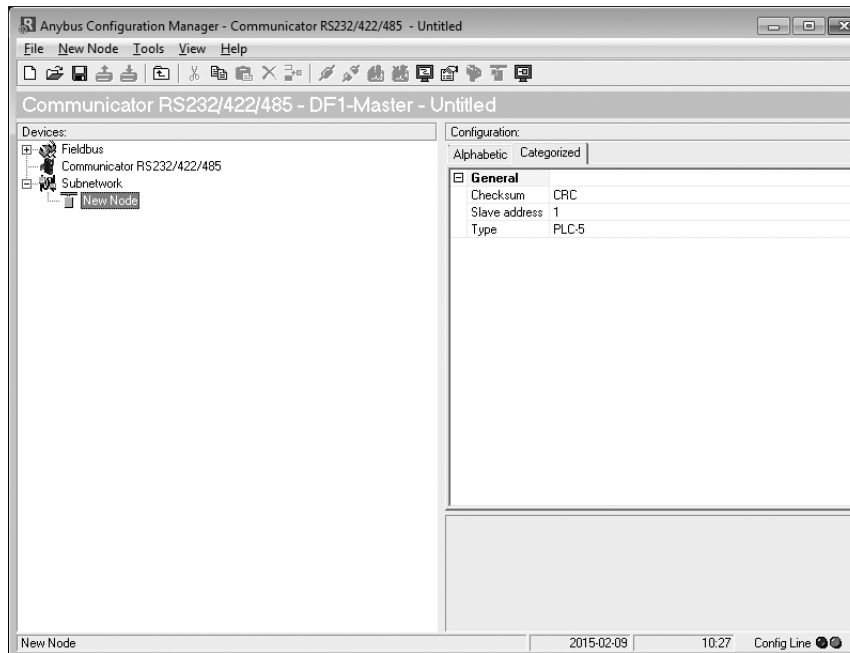 Anybus Configuration Manager - Communicator RS232/422/485 - Untitled
File New Node Tools View Help
Communicator RS232/422/485 - DF1-Master - Untitled
Devices:
Fieldbus
Communicator RS232/422/485
Subnetwork
New Node
Configuration:
Alphabetic Categorized
General
Checksum CRC
Slave address 1
Type PLC-5
New Node 2015-02-09 10:27 Config Line